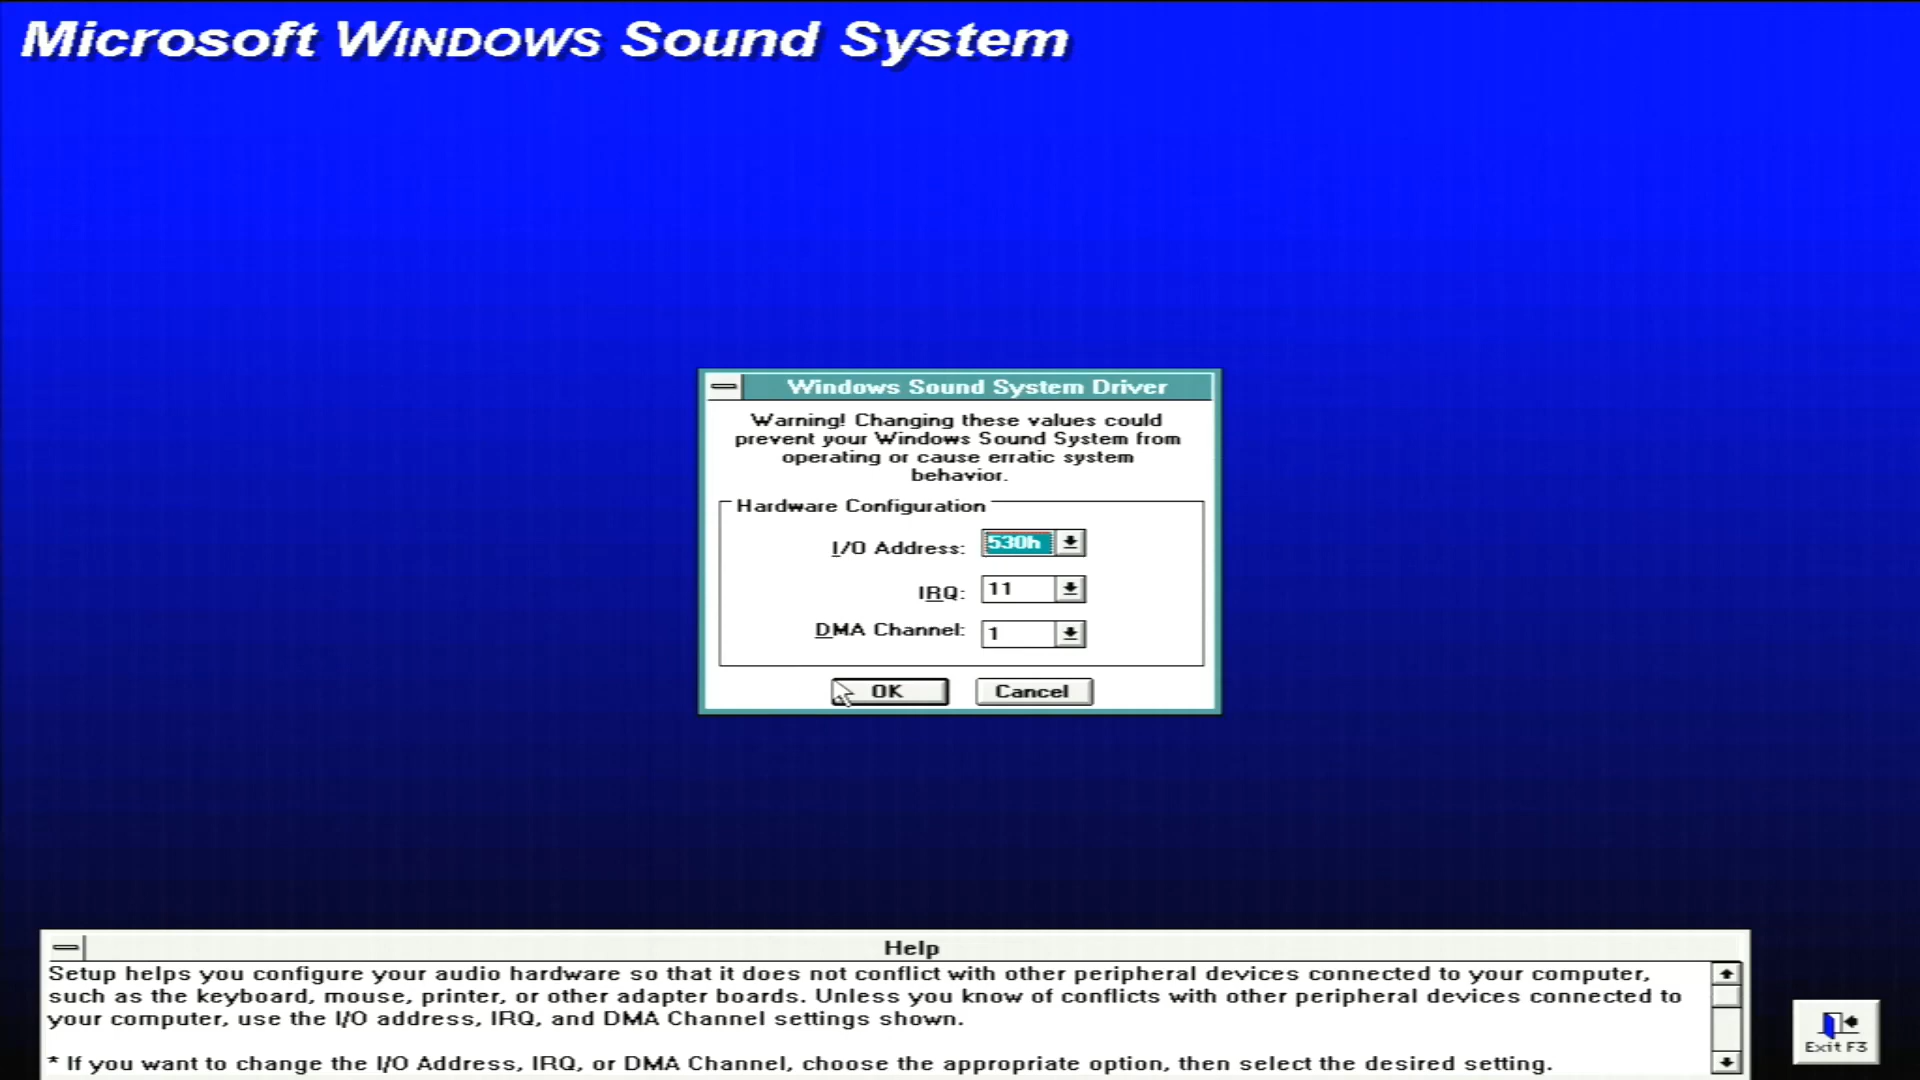 Microsoft WINDOWS Sound System
Windows Sound System Driver
Warning! Changing these values could
prevent your Windows Sound System from
operating or cause erratic system
behavior.
Hardware Configuration
I/O Address: 530h
IRQ: 11
DMA Channel: 1
OK Cancel
Help
Setup helps you configure your audio hardware so that it does not conflict with other peripheral devices connected to your computer,
such as the keyboard, mouse, printer, or other adapter boards. Unless you know of conflicts with other peripheral devices connected to
your computer, use the I/O address, IRQ, and DMA Channel settings shown.
* If you want to change the I/O Address, IRQ, or DMA Channel, choose the appropriate option, then select the desired setting.
Exit F3